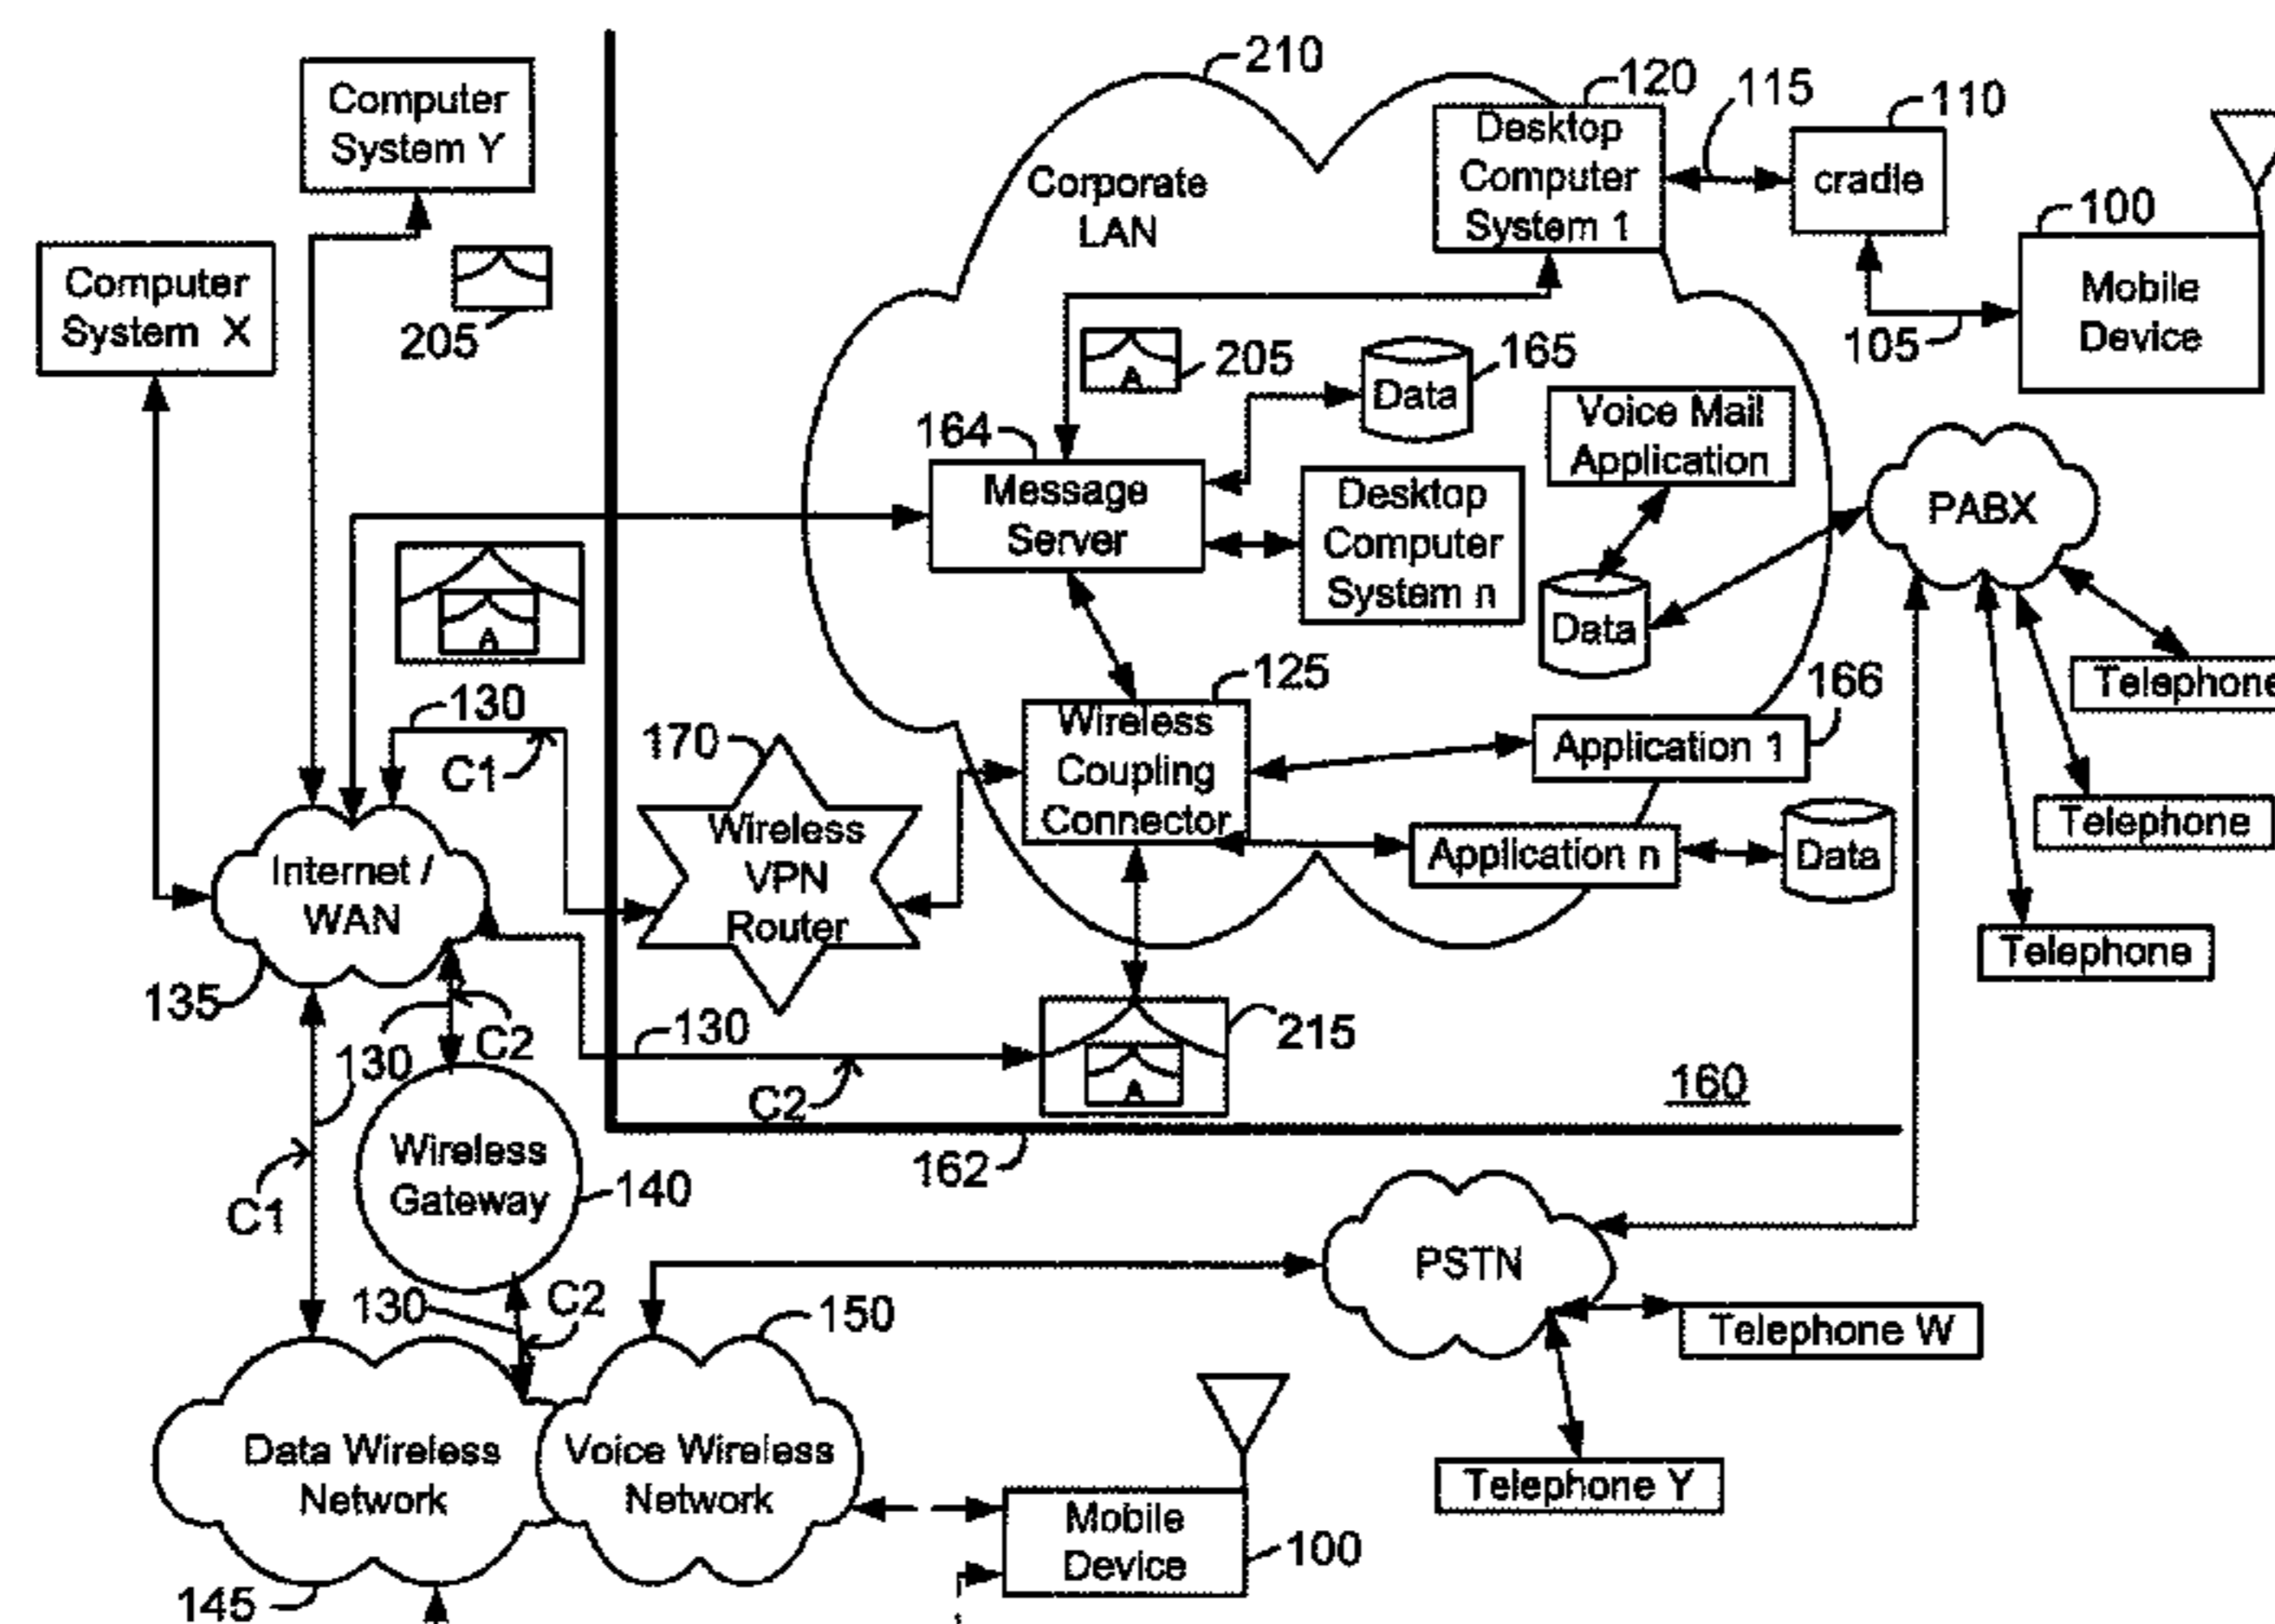 210
120
115
110
Computer
System Y
Desktop
Computer
System 1
cradle
Corporate
LAN
100
Mobile
Device
105
Computer
System X
205
205
A
165
Data
Voice Mail
Application
164
Message
Server
Desktop
Computer
System n
PABX
Data
A
130
C1
170
125
Wireless
Coupling
Connector
166
Application 1
Telephone
Telephone
Telephone
Wireless
VPN
Router
Application n
Data
Internet /
WAN
135
C2
130
130
C2
215
A
160
162
C1
Wireless
Gateway
140
130
C2
150
PSTN
Telephone W
Telephone Y
Data Wireless
Network
Voice Wireless
Network
Mobile
Device
100
145